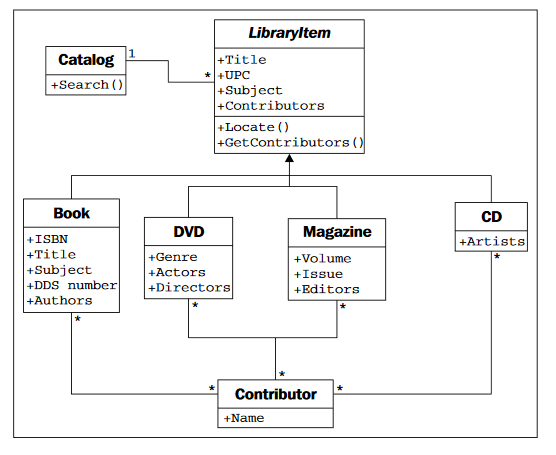 LibraryItem
+Title
+UPC
+Subject
+Contributors
+Locate()
+GetContributors()
Catalog
+Search()
1
*
Book
+ISBN
+Title
+Subject
+DDS number
+Authors
*
DVD
+Genre
+Actors
+Directors
*
Magazine
+Volume
+Issue
+Editors
*
CD
+Artists
*
* * *
Contributor
+Name